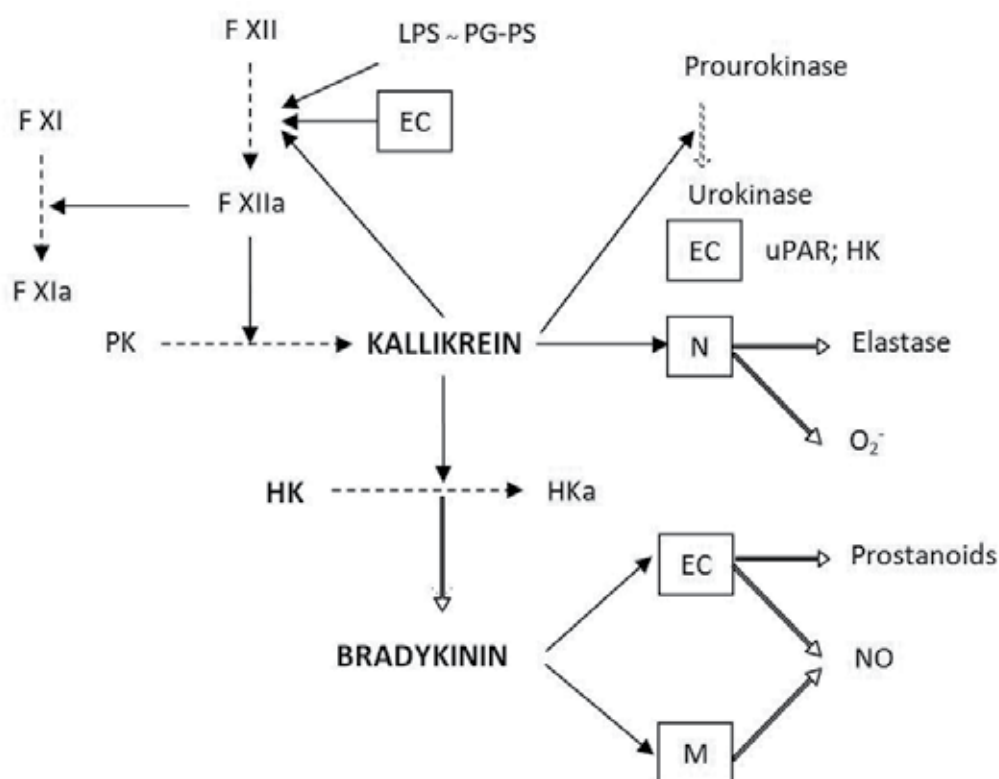 F XII
LPS ~ PG-PS
Prourokinase
F XI
EC
F XIIa
Urokinase
EC uPAR; HK
F XIa
PK
KALLIKREIN
N
Elastase
O₂⁻
HK
HKa
EC
Prostanoids
BRADYKININ
NO
M